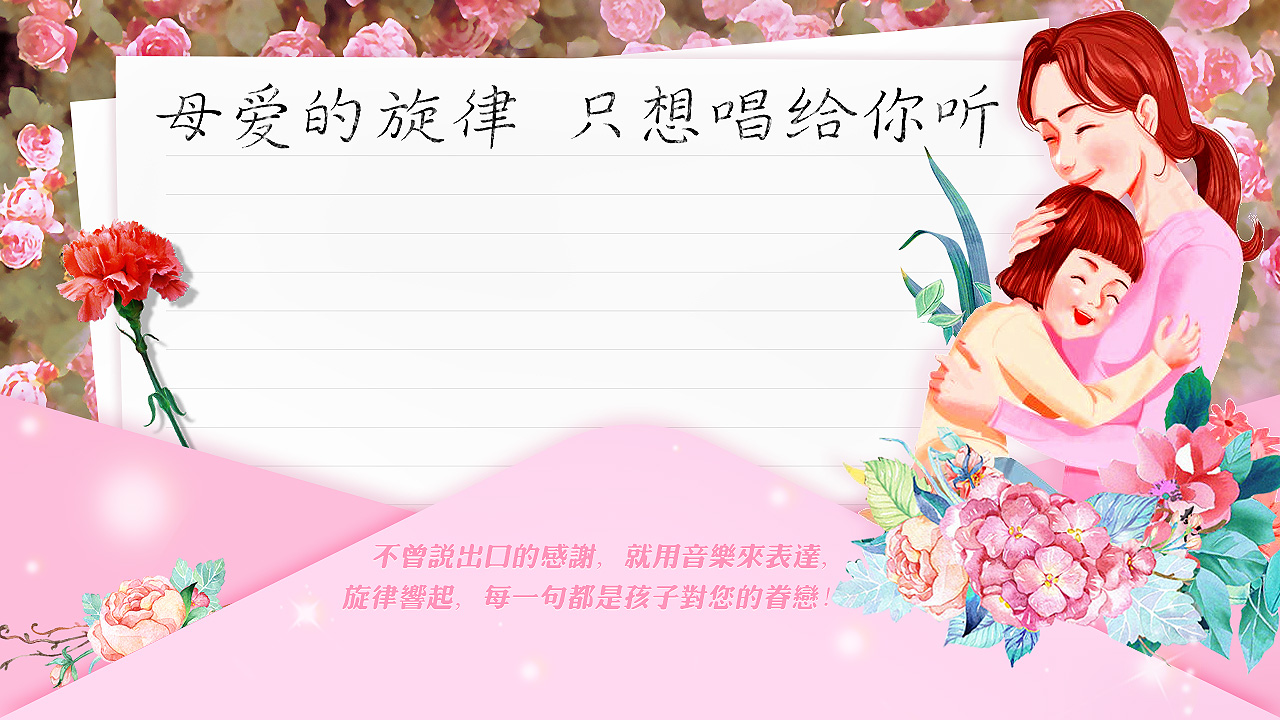 母爱的旋律 只想唱给你听
不曾説出口的感謝，就用音樂來表達，
旋律響起，每一句都是孩子對您的眷戀！